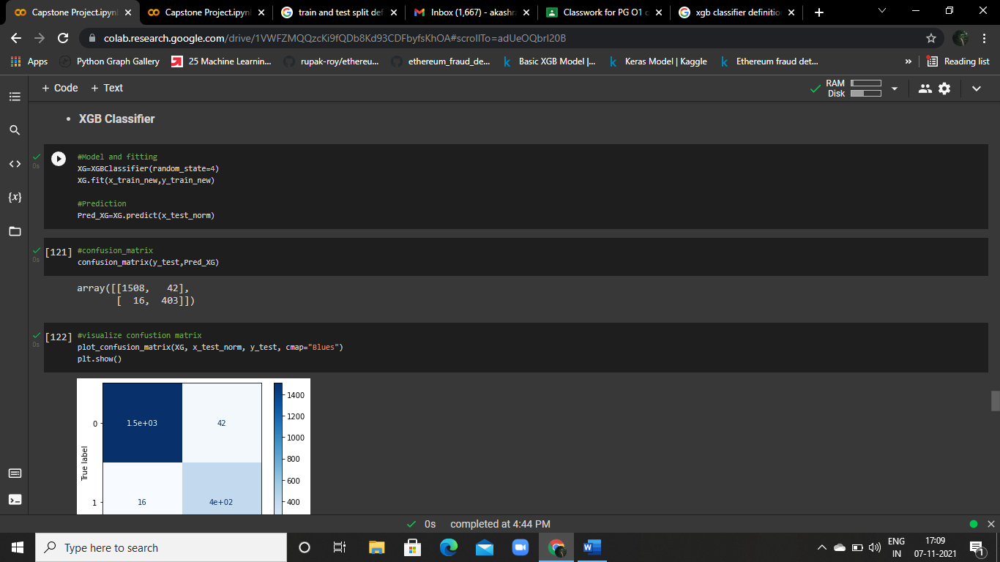 Capstone Project.ipynb
Capstone Project.ipynb
train and test split def
Inbox (1,667) - akashra
Classwork for PG O1 c
xgb classifier definitio
colab.research.google.com/drive/1VWFZMQQzcKi9fQDb8Kd93CDFbyfsKhOA#scrollTo=adUeOQbrI20B
Apps
Python Graph Gallery
25 Machine Learnin...
rupak-roy/ethereu...
ethereum_fraud_de...
Basic XGB Model |...
Keras Model | Kaggle
Ethereum fraud det...
»
Reading list
+ Code + Text
RAM
Disk
• XGB Classifier
0s
#Model and fitting
XG=XGBClassifier(random_state=4)
XG.fit(x_train_new,y_train_new)
#Prediction
Pred_XG=XG.predict(x_test_norm)
0s
[121] #confusion_matrix
confusion_matrix(y_test,Pred_XG)
array([[1508, 42],
[ 16, 403]])
0s
[122] #visualize confustion matrix
plot_confusion_matrix(XG, x_test_norm, y_test, cmap="Blues")
plt.show()
True label
0
1
1.5e+03 42
16 4e+02
1400
1200
1000
800
600
400
0s completed at 4:44 PM
Type here to search
ENG
IN
17:09
07-11-2021
1